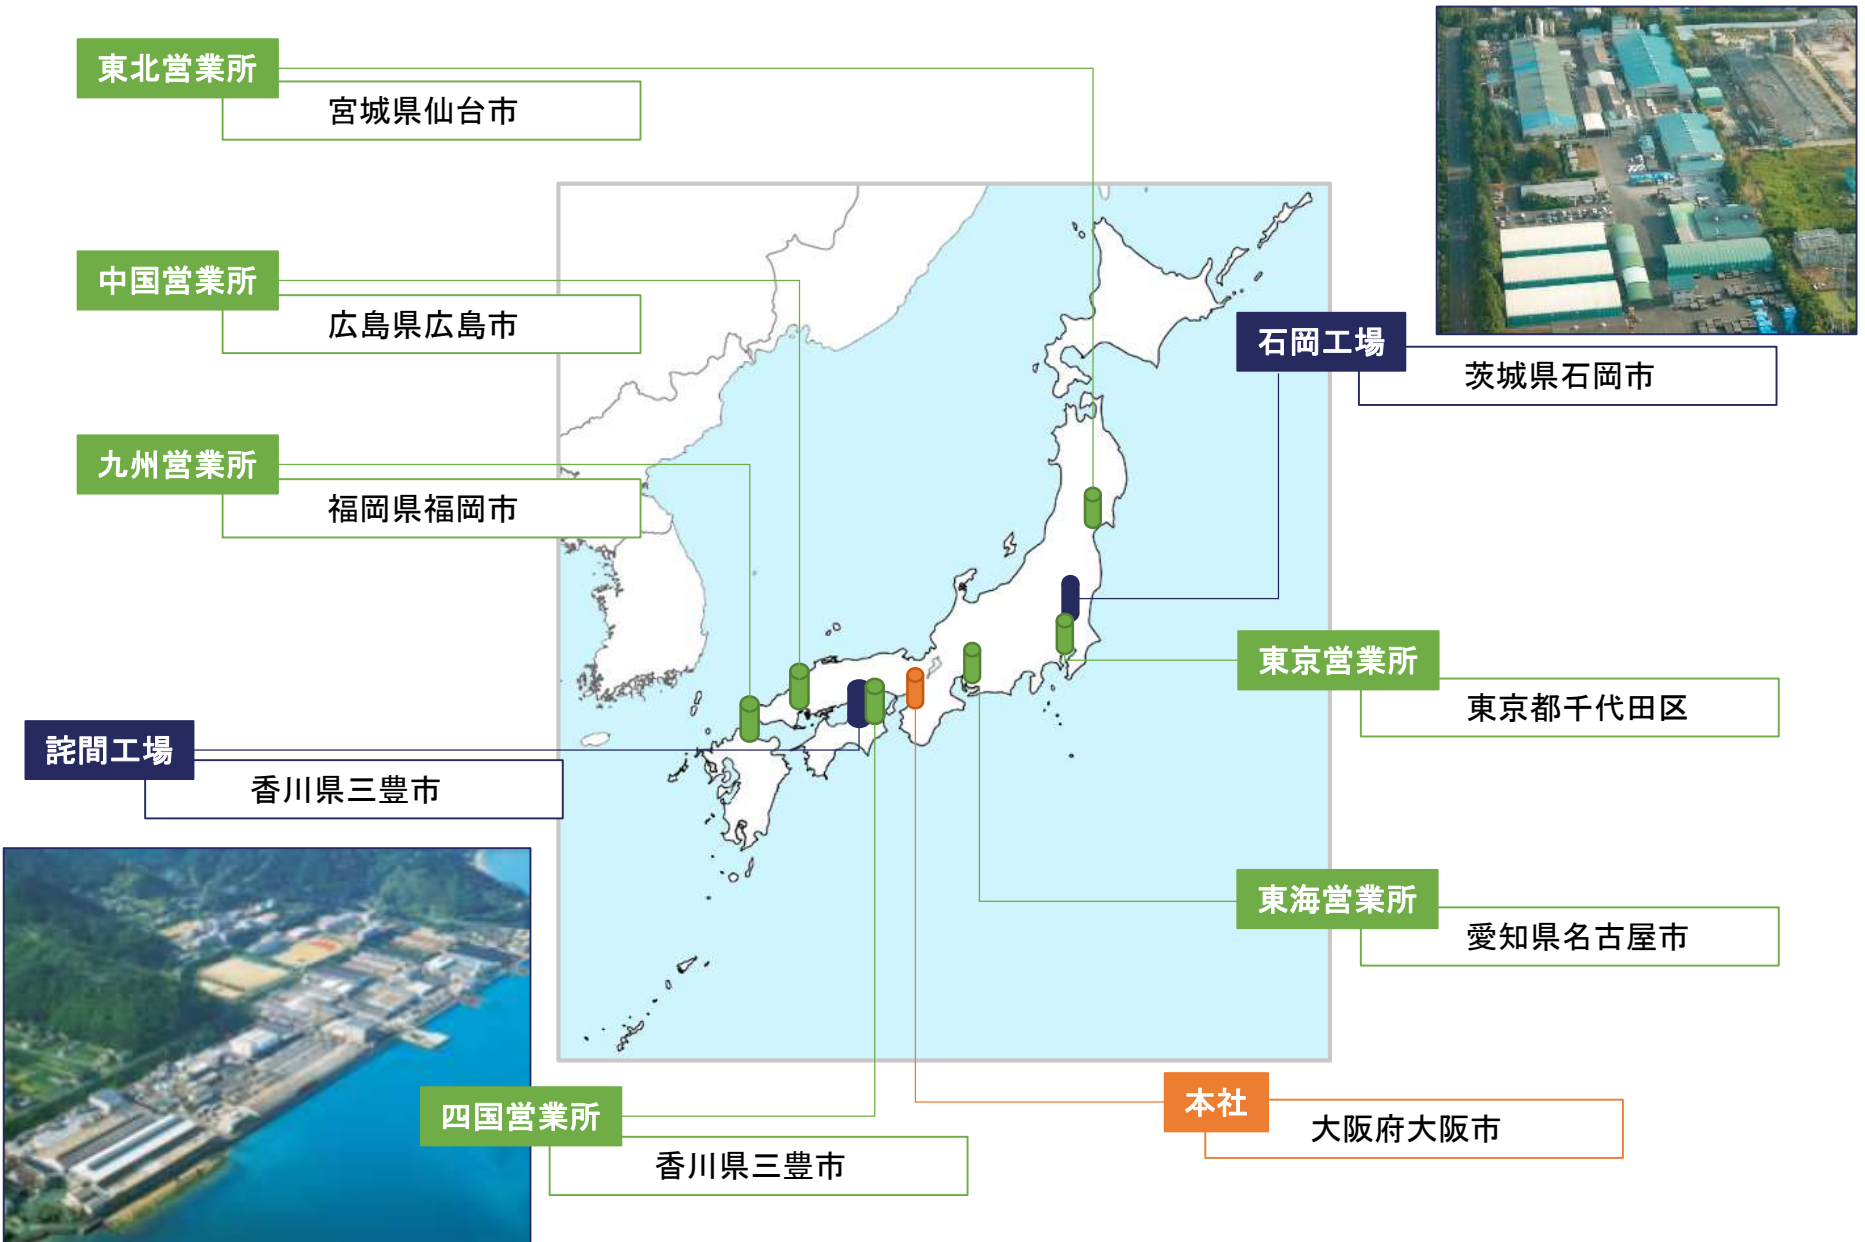 東北営業所
宮城県仙台市
中国営業所
広島県広島市
石岡工場
茨城県石岡市
九州営業所
福岡県福岡市
東京営業所
東京都千代田区
詫間工場
香川県三豊市
東海営業所
愛知県名古屋市
四国営業所
香川県三豊市
本社
大阪府大阪市